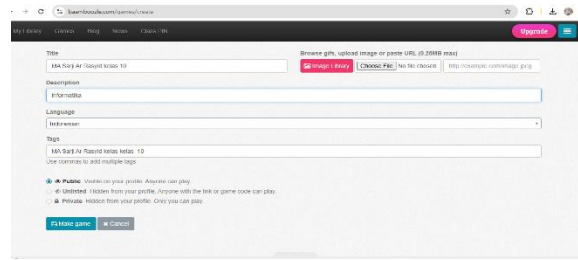 baamboozle.com/games/create
My Library Games Blog News Class PIN Upgrade
Title
MA Sarji Ar Rasyid kelas 10
Browse gifs, upload image or paste URL (0.26MB max)
Image Library Choose File No file chosen http://example.com/image.jpng
Description
Informatika
Language
Indonesian
Tags
MA Sarji Ar Rasyid kelas kelas 10
Use commas to add multiple tags
Public Visible on your profile. Anyone can play.
Unlisted Hidden from your profile. Anyone with the link or game code can play.
Private Hidden from your profile. Only you can play.
Make game Cancel